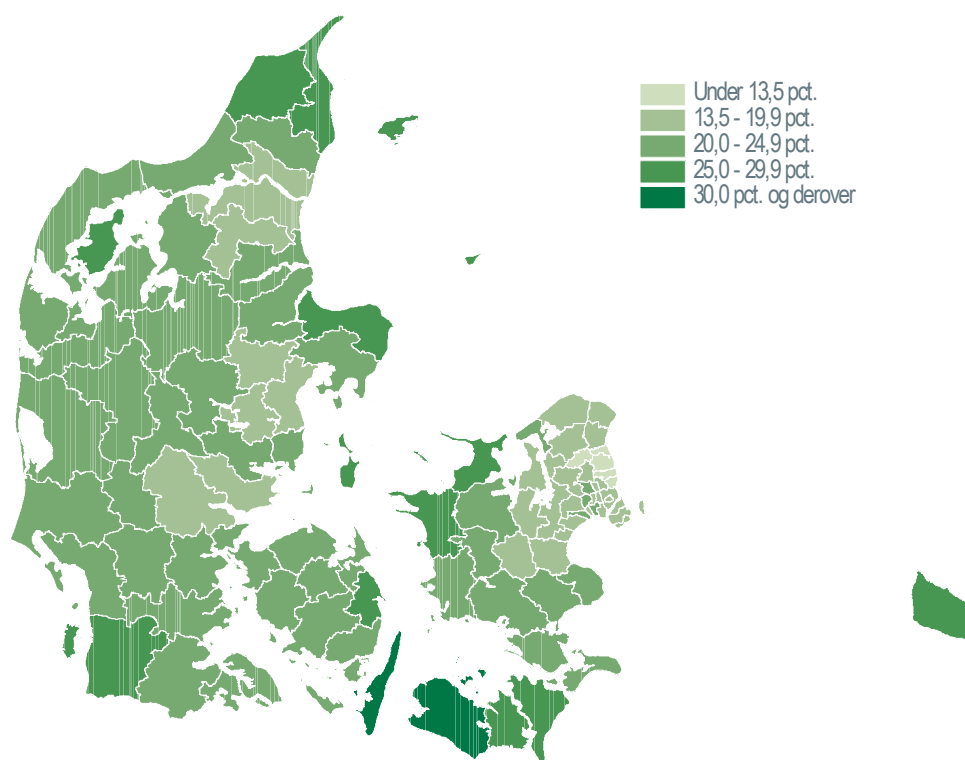 Under 13,5 pct.
13,5 - 19,9 pct.
20,0 - 24,9 pct.
25,0 - 29,9 pct.
30,0 pct. og derover